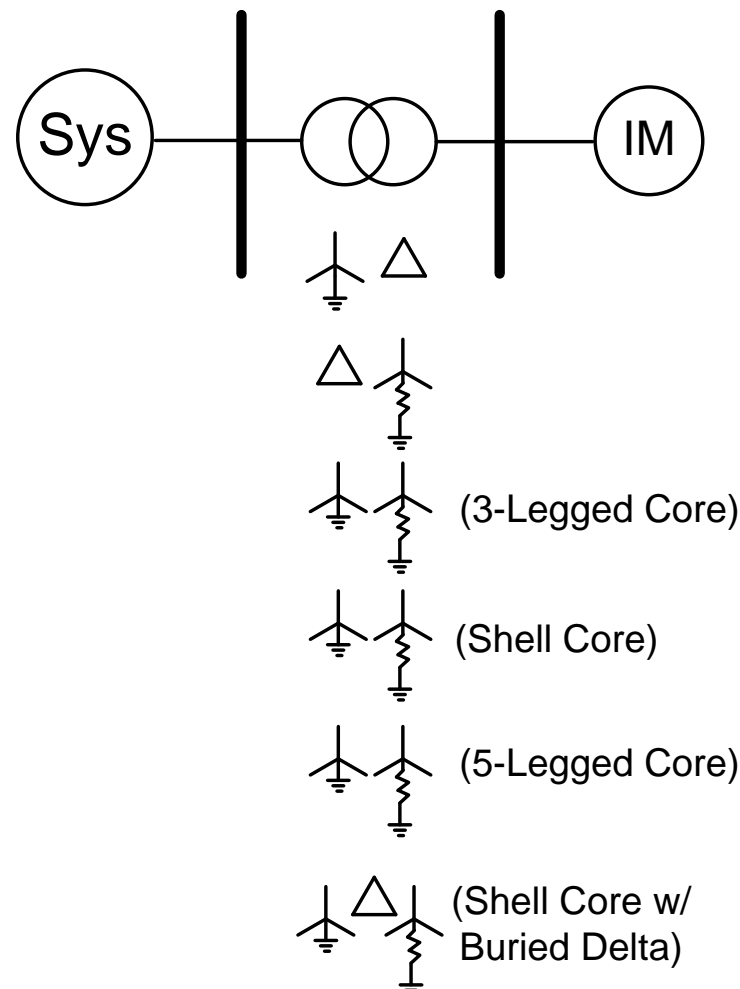 Sys
IM
(3-Legged Core)
(Shell Core)
(5-Legged Core)
(Shell Core w/
Buried Delta)